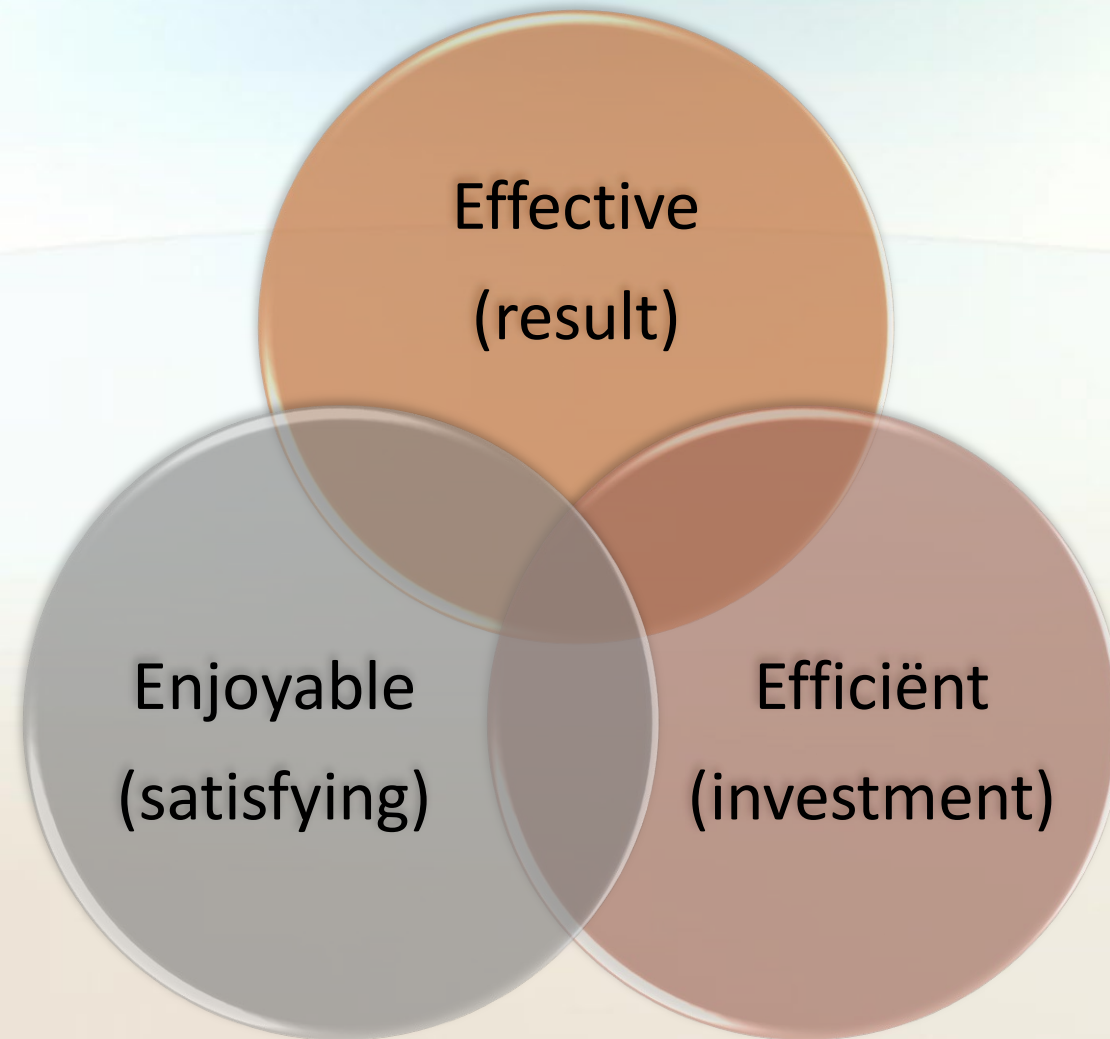 Effective
(result)
Enjoyable
(satisfying)
Efficiënt
(investment)